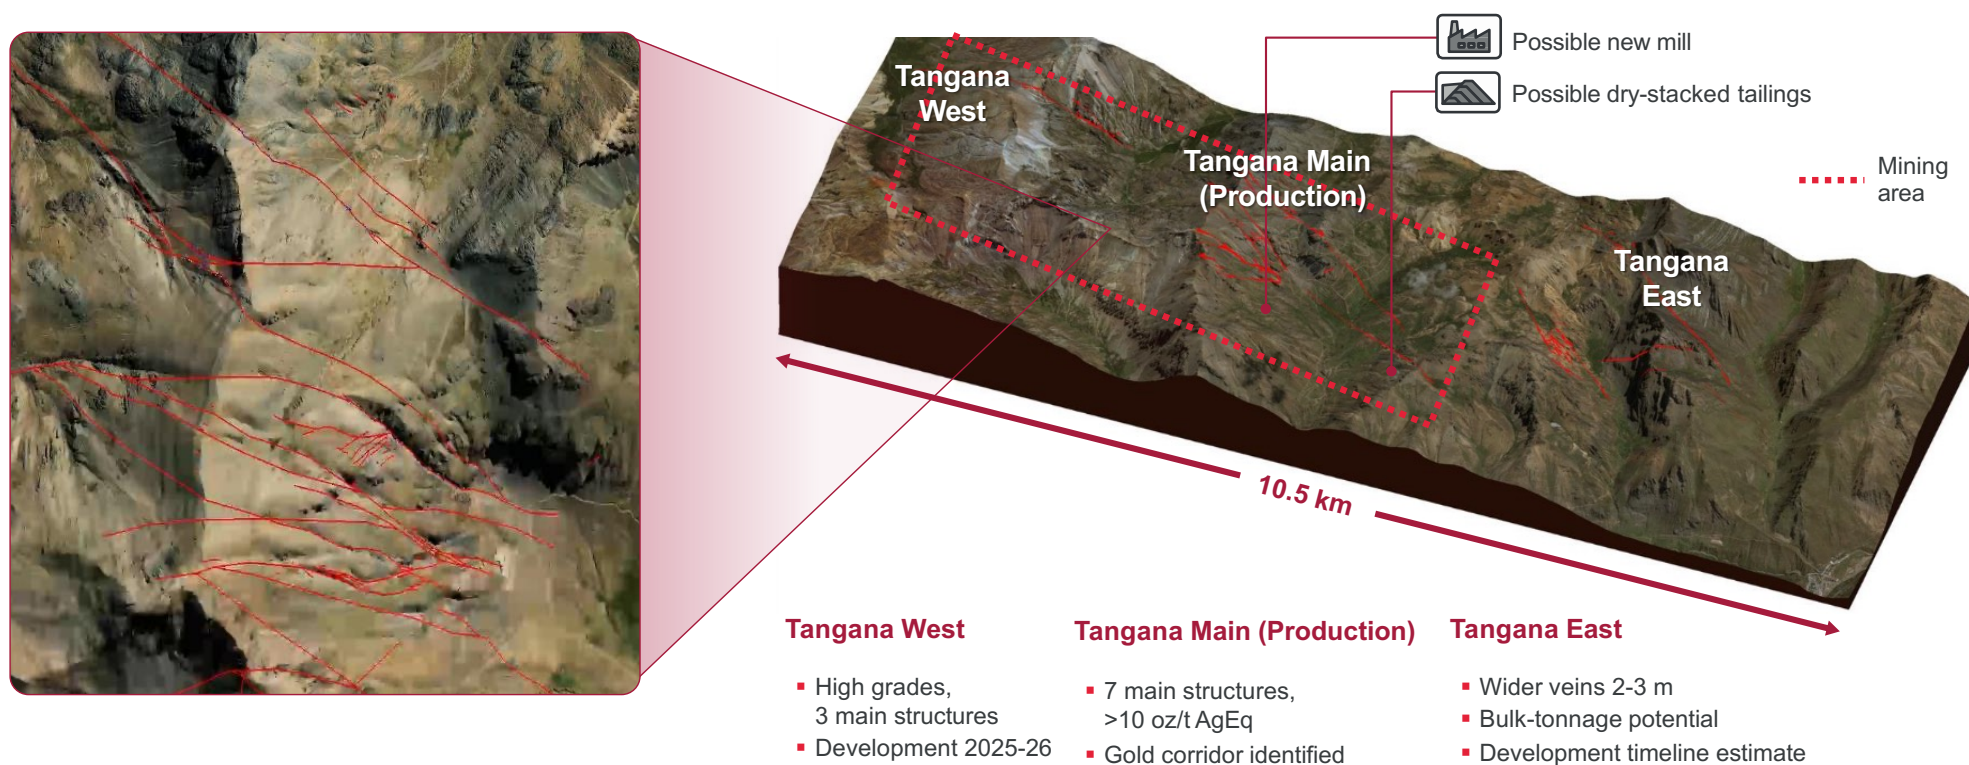 Possible new mill
Possible dry-stacked tailings
Mining
area
Tangana
West
Tangana Main
(Production)
Tangana
East
10.5 km
Tangana West
▪ High grades,
3 main structures
▪ Development 2025-26
Tangana Main (Production)
▪ 7 main structures,
>10 oz/t AgEq
▪ Gold corridor identified
Tangana East
▪ Wider veins 2-3 m
▪ Bulk-tonnage potential
▪ Development timeline estimate